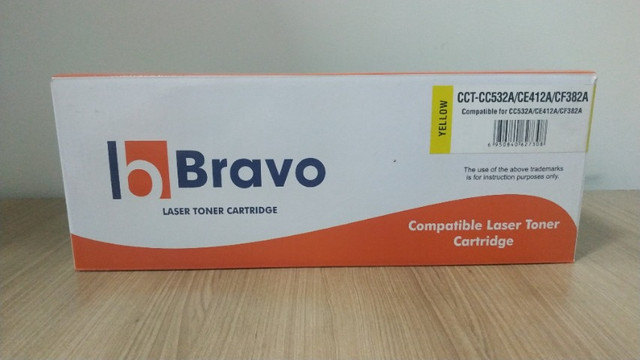 b Bravo
LASER TONER CARTRIDGE
YELLOW
CCT-CC532A/CE412A/CF382A
Compatible for CC532A/CE412A/CF382A
The use of the above trademarks
is for instruction purposes only.
Compatible Laser Toner
Cartridge